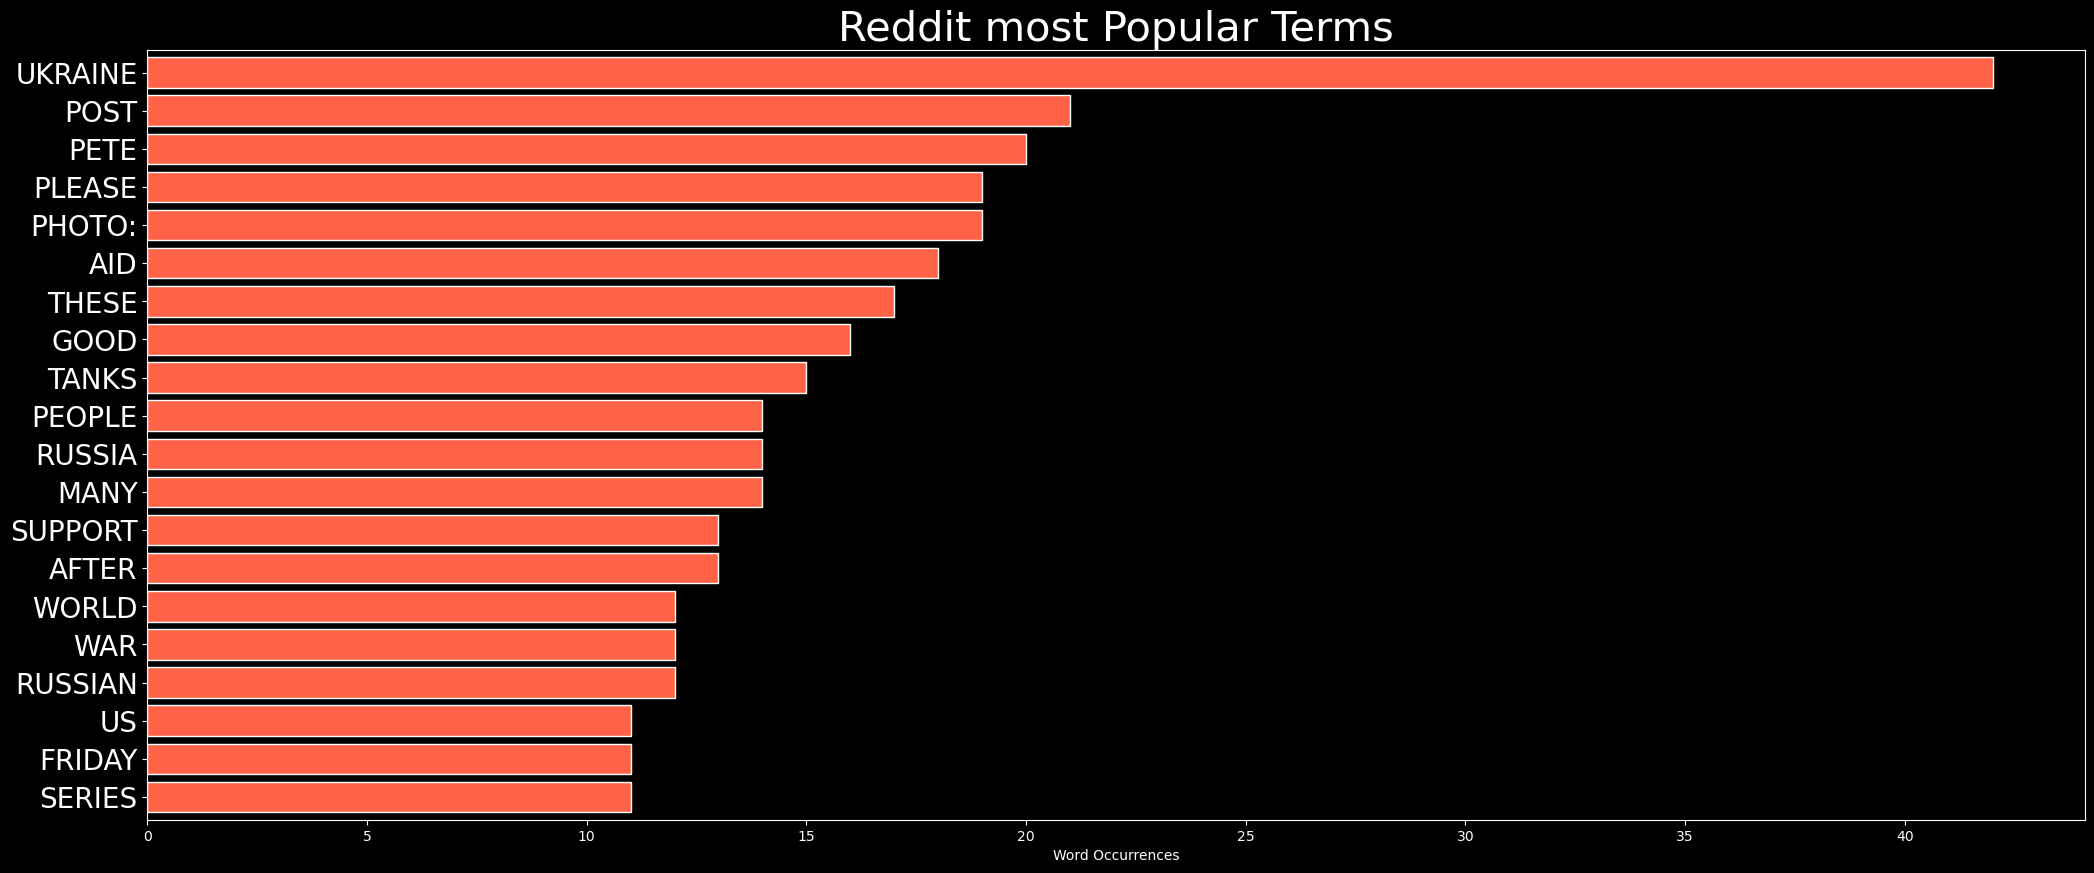 Reddit most Popular Terms
UKRAINE
POST
PETE
PLEASE
PHOTO:
AID
THESE
GOOD
TANKS
PEOPLE
RUSSIA
MANY
SUPPORT
AFTER
WORLD
WAR
RUSSIAN
US
FRIDAY
SERIES
0 5 10 15 20 25 30 35 40
Word Occurrences